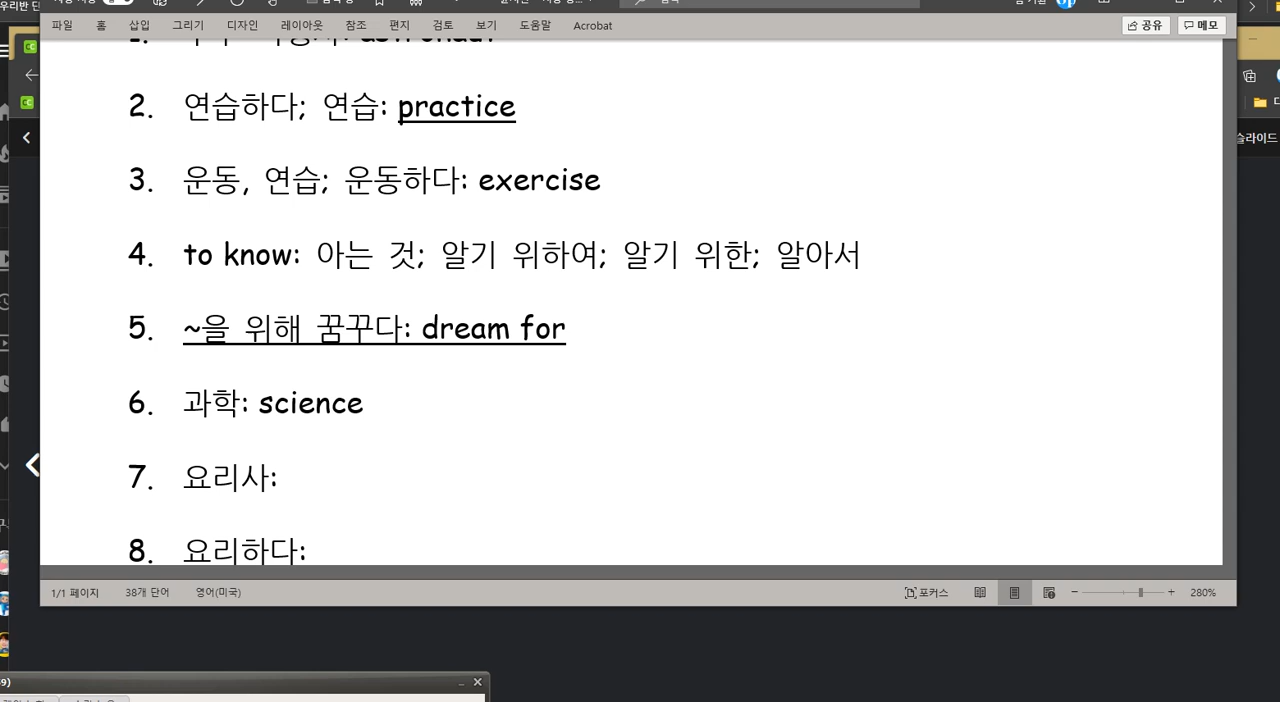 우리반 단
파일 홈 삽입 그리기 디자인 레이아웃 참조 편지 검토 보기 도움말 Acrobat 공유 메모
2. 연습하다; 연습: practice
슬라이드
3. 운동, 연습; 운동하다: exercise
4. to know: 아는 것; 알기 위하여; 알기 위한; 알아서
5. ~을 위해 꿈꾸다: dream for
6. 과학: science
7. 요리사:
8. 요리하다:
1/1 페이지 38개 단어 영어(미국) 포커스 280%